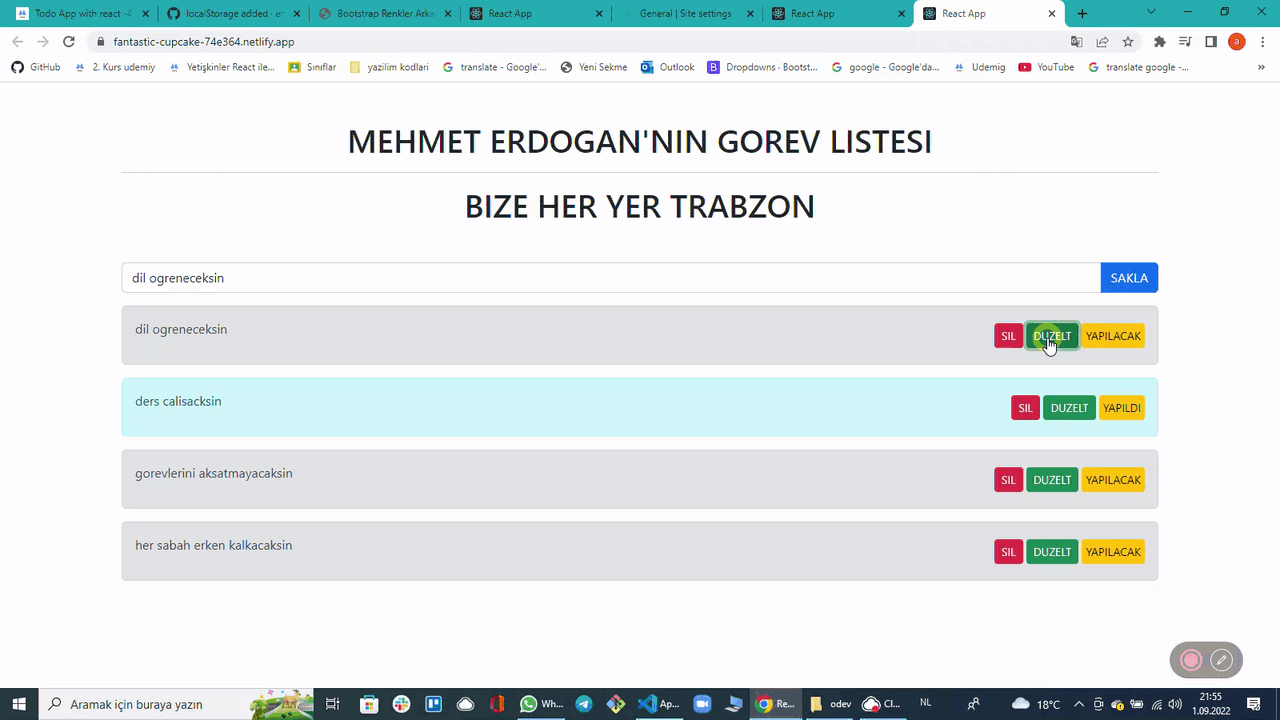 Todo App with react -4
localStorage added · er
Bootstrap Renkler Arka
React App
General | Site settings
React App
React App
fantastic-cupcake-74e364.netlify.app
a
GitHub
2. Kurs udemiy
Yetişkinler React ile...
Sınıflar
yazilim kodlari
translate - Google'...
Yeni Sekme
Outlook
Dropdowns · Bootst...
google - Google'da...
Udemig
YouTube
translate google -...
MEHMET ERDOGAN'NIN GOREV LISTESI
BIZE HER YER TRABZON
dil ogreneceksin
SAKLA
dil ogreneceksin
SIL DUZELT YAPILACAK
ders calisacksin
SIL DUZELT YAPILDI
gorevlerini aksatmayacaksin
SIL DUZELT YAPILACAK
her sabah erken kalkacaksin
SIL DUZELT YAPILACAK
Aramak için buraya yazın
Wh...
Ap...
Re...
odev
Cl...
NL
18°C
21:55
1.09.2022